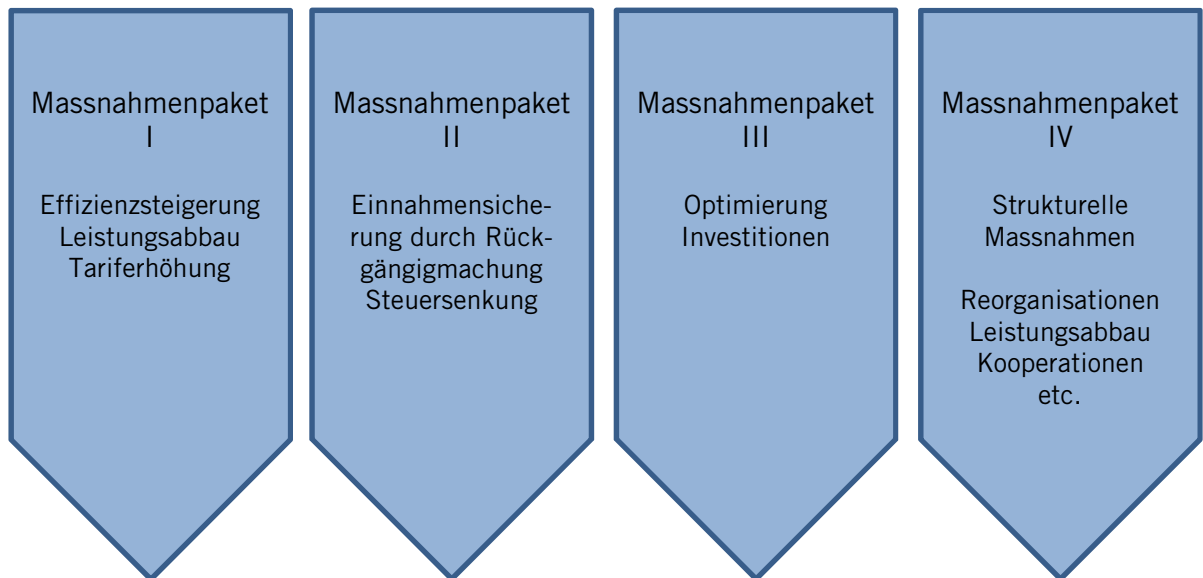 Massnahmenpaket
I
Effizienzsteigerung
Leistungsabbau
Tariferhöhung
Massnahmenpaket
II
Einnahmensiche-
rung durch Rück-
gängigmachung
Steuersenkung
Massnahmenpaket
III
Optimierung
Investitionen
Massnahmenpaket
IV
Strukturelle
Massnahmen
Reorganisationen
Leistungsabbau
Kooperationen
etc.